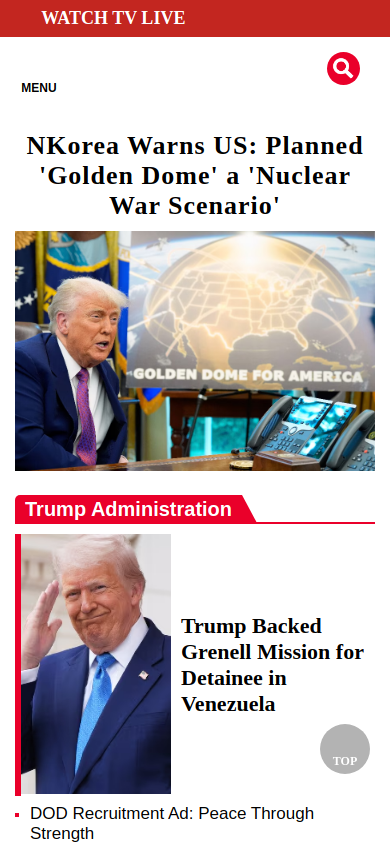 WATCH TV LIVE
MENU
NKorea Warns US: Planned
'Golden Dome' a 'Nuclear
War Scenario'
GOLDEN DOME FOR AMERICA
Trump Administration
Trump Backed
Grenell Mission for
Detainee in
Venezuela
TOP
DOD Recruitment Ad: Peace Through
Strength